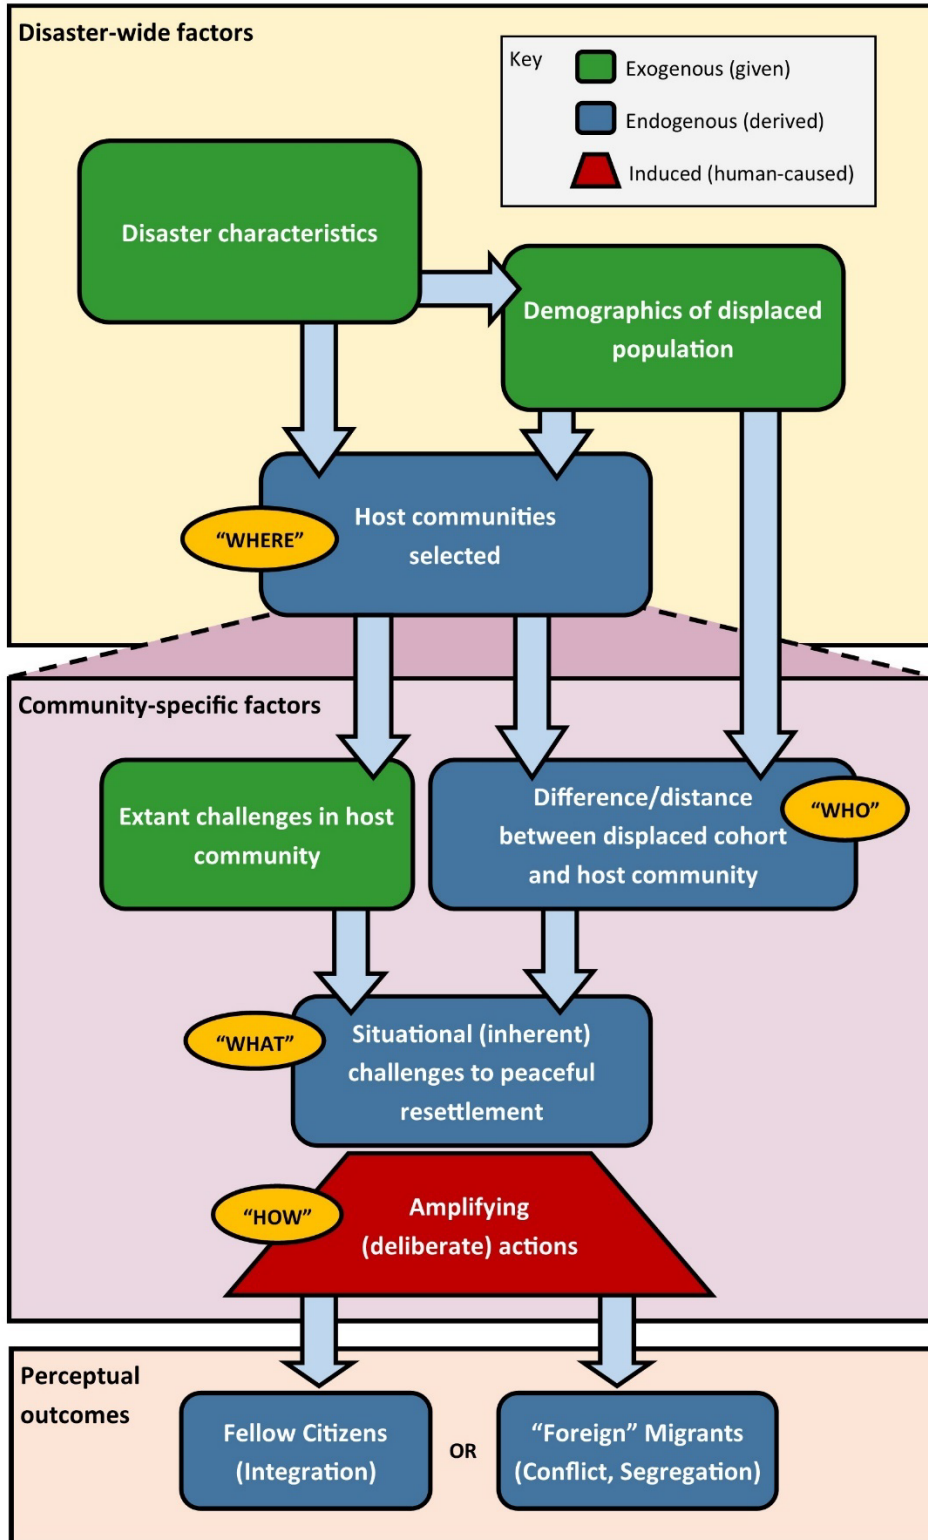 Disaster-wide factors
Key
Exogenous (given)
Endogenous (derived)
Induced (human-caused)
Disaster characteristics
Demographics of displaced
population
Host communities
selected
“WHERE”
Community-specific factors
Extant challenges in host
community
Difference/distance
between displaced cohort
and host community
“WHO”
“WHAT”
Situational (inherent)
challenges to peaceful
resettlement
“HOW”
Amplifying
(deliberate) actions
Perceptual
outcomes
Fellow Citizens
(Integration)
OR
“Foreign” Migrants
(Conflict, Segregation)